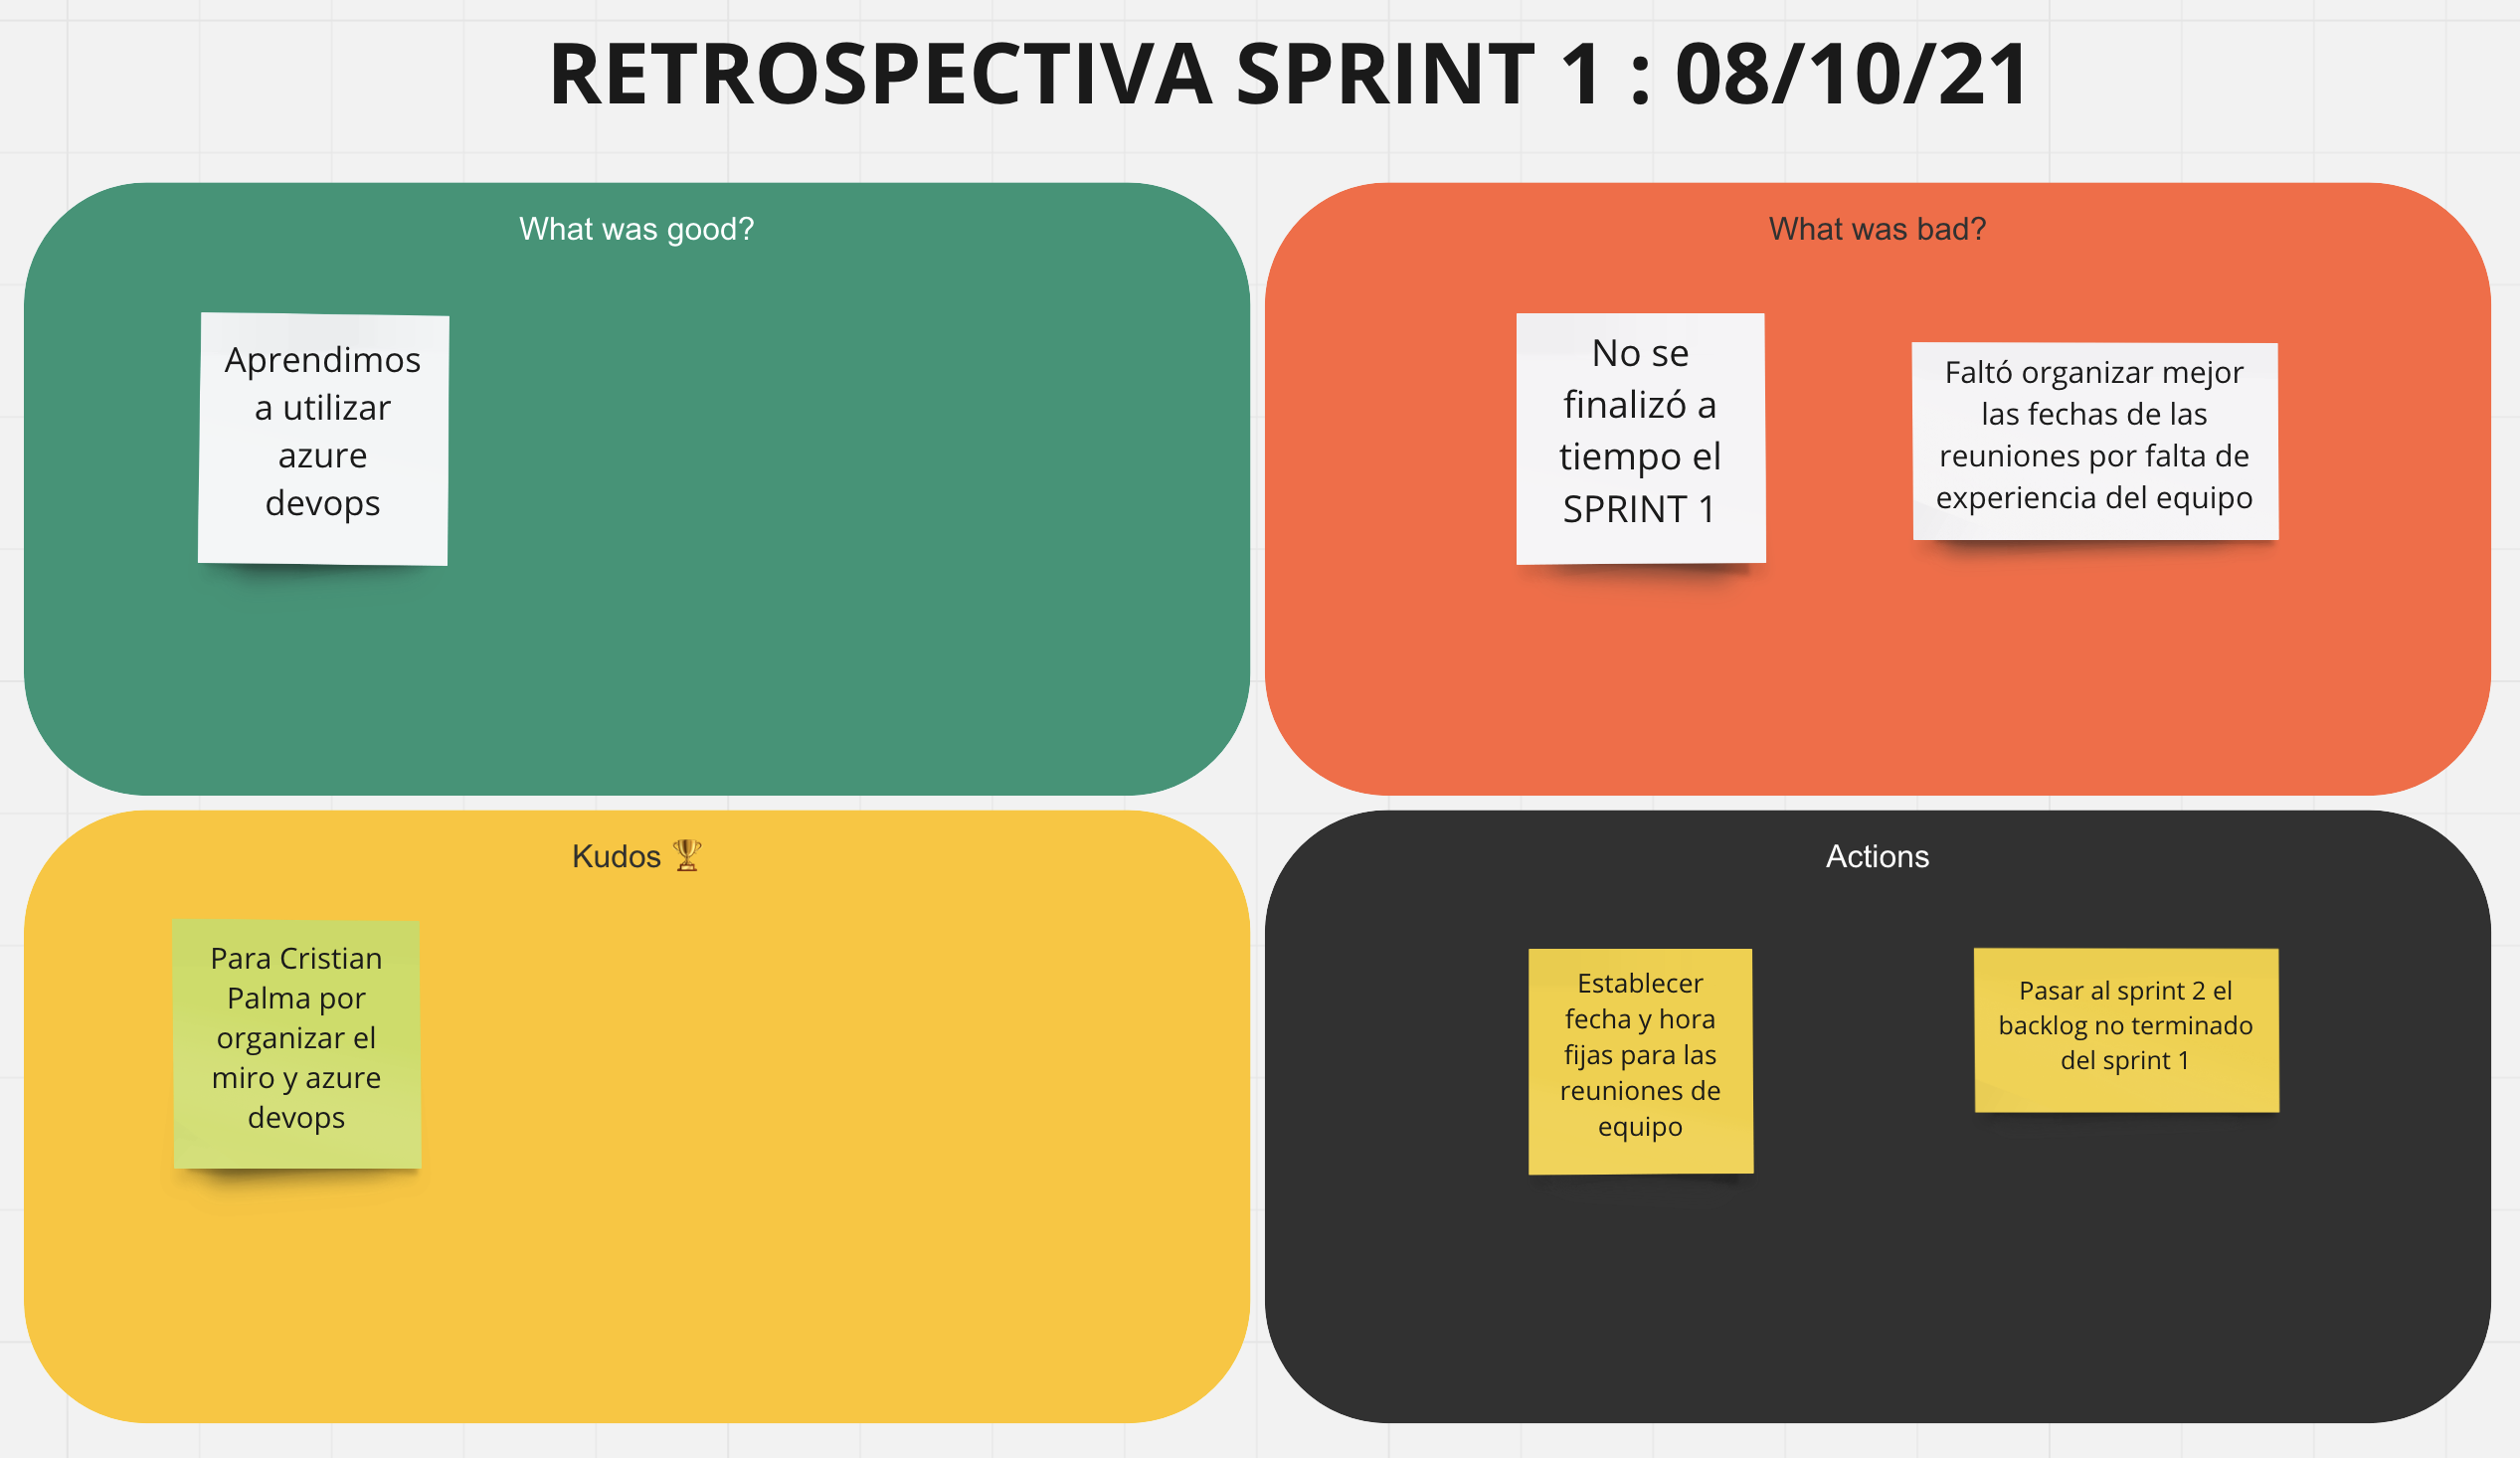 RETROSPECTIVA SPRINT 1 : 08/10/21
What was good?
Aprendimos
a utilizar
azure
devops
What was bad?
No se
finalizó a
tiempo el
SPRINT 1
Faltó organizar mejor
las fechas de las
reuniones por falta de
experiencia del equipo
Kudos 🏆
Para Cristian
Palma por
organizar el
miro y azure
devops
Actions
Establecer
fecha y hora
fijas para las
reuniones de
equipo
Pasar al sprint 2 el
backlog no terminado
del sprint 1